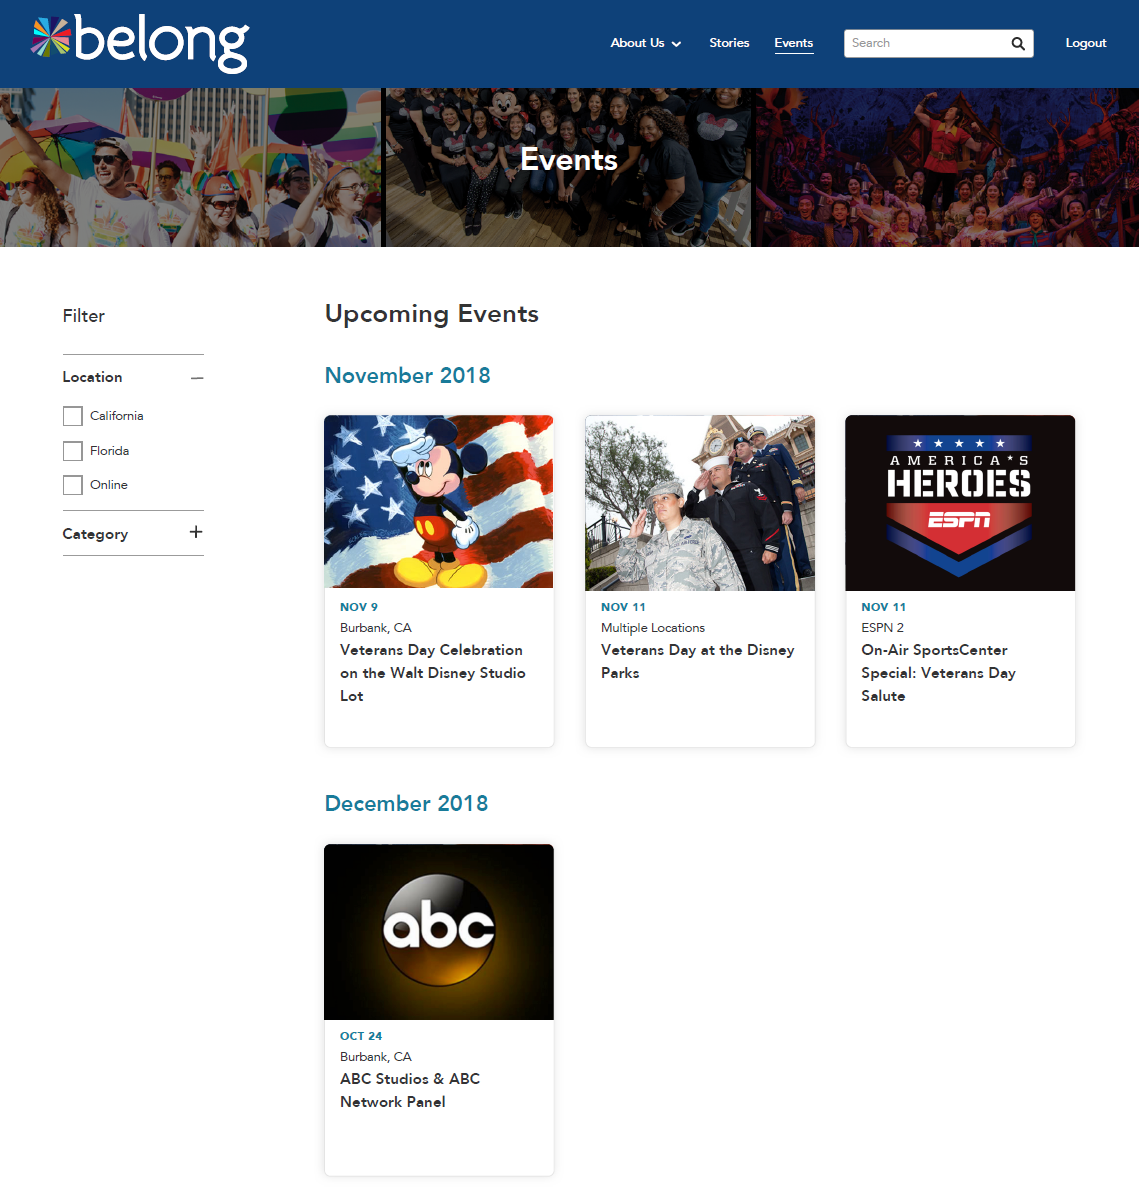 belong
About Us
Stories
Events
Search
Logout
Events
Filter
Location
California
Florida
Online
Category
Upcoming Events
November 2018
AMERICA'S
HEROES
ESPN
NOV 9
Burbank, CA
Veterans Day Celebration
on the Walt Disney Studio
Lot
NOV 11
Multiple Locations
Veterans Day at the Disney
Parks
NOV 11
ESPN 2
On-Air SportsCenter
Special: Veterans Day
Salute
December 2018
abc
OCT 24
Burbank, CA
ABC Studios & ABC
Network Panel